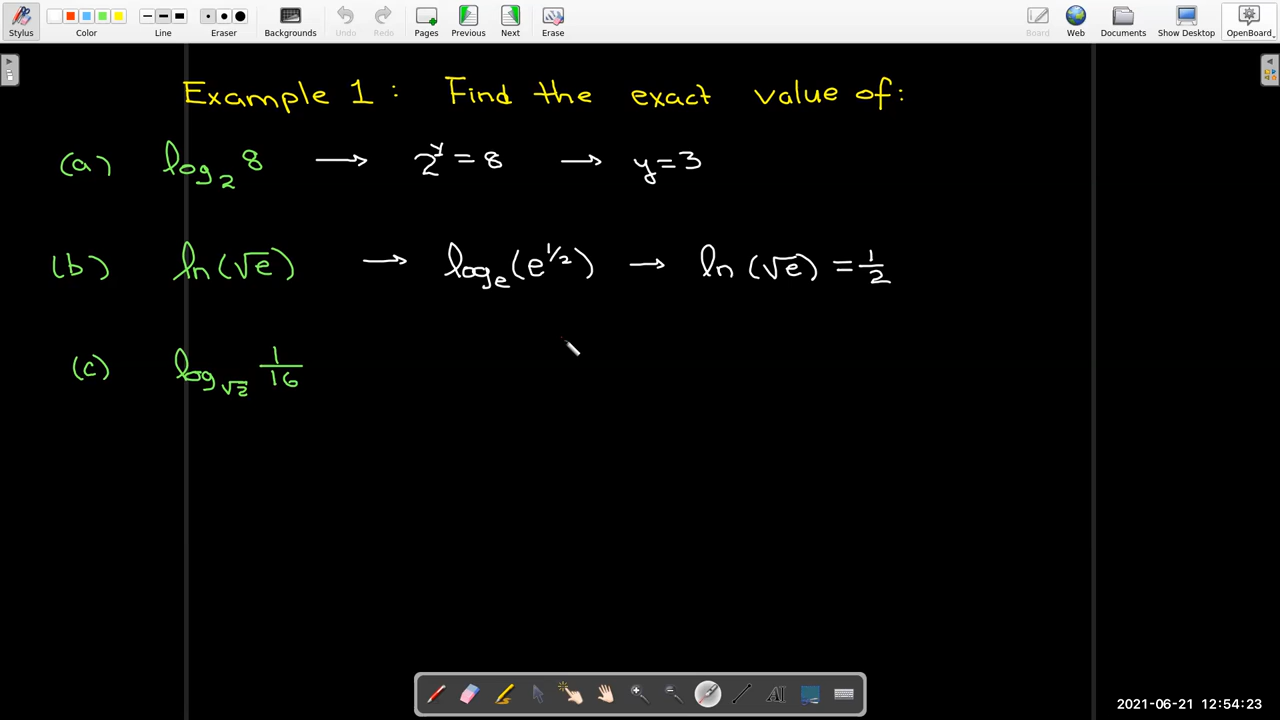 Stylus Color Line Eraser Backgrounds Undo Redo Pages Previous Next Erase Board Web Documents Show Desktop OpenBoard
Example 1 : Find the exact value of:
(a) log₂ 8 → 2^y = 8 → y = 3
(b) ln(√e) → logₑ(e^{1/2}) → ln(√e) = 1/2
(c) log_{√2} 1/16
2021-06-21 12:54:23